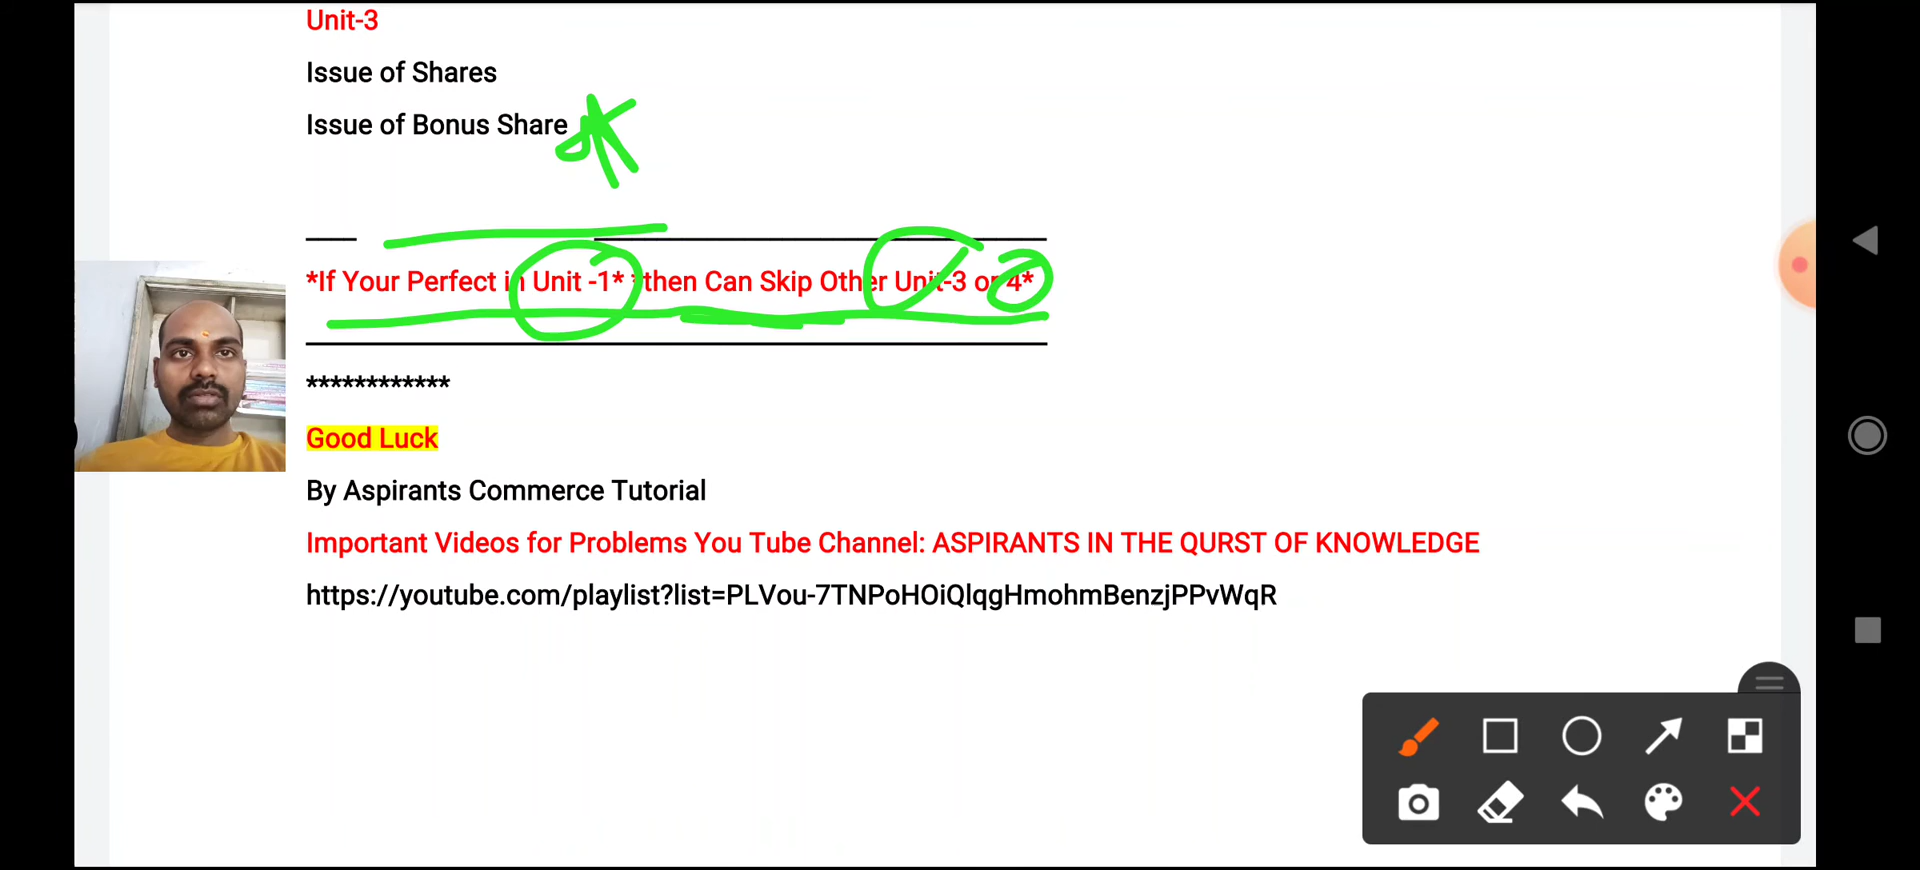 Unit-3
Issue of Shares
Issue of Bonus Share
*If Your Perfect in Unit -1* *then Can Skip Other Unit-3 or 4*
************
Good Luck
By Aspirants Commerce Tutorial
Important Videos for Problems You Tube Channel: ASPIRANTS IN THE QURST OF KNOWLEDGE
https://youtube.com/playlist?list=PLVou-7TNPoHOiQlqgHmohmBenzjPPvWqR